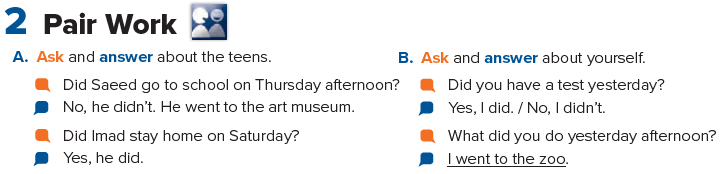 2 Pair Work
A. Ask and answer about the teens.
Did Saeed go to school on Thursday afternoon?
No, he didn't. He went to the art museum.
Did Imad stay home on Saturday?
Yes, he did.
B. Ask and answer about yourself.
Did you have a test yesterday?
Yes, I did. / No, I didn't.
What did you do yesterday afternoon?
I went to the zoo.